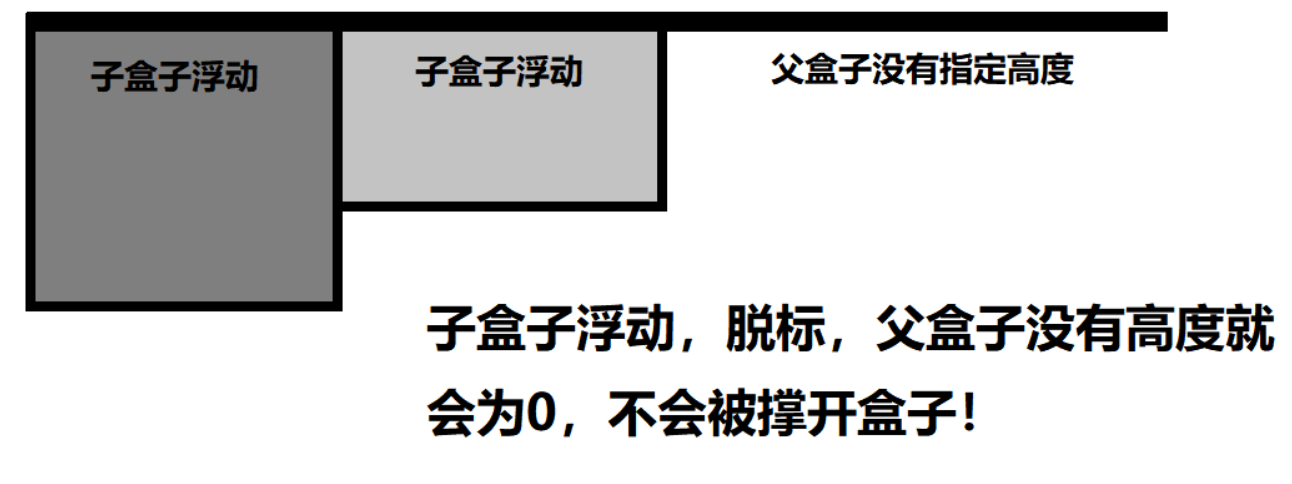 子盒子浮动
子盒子浮动
父盒子没有指定高度
子盒子浮动，脱标，父盒子没有高度就
会为0，不会被撑开盒子！